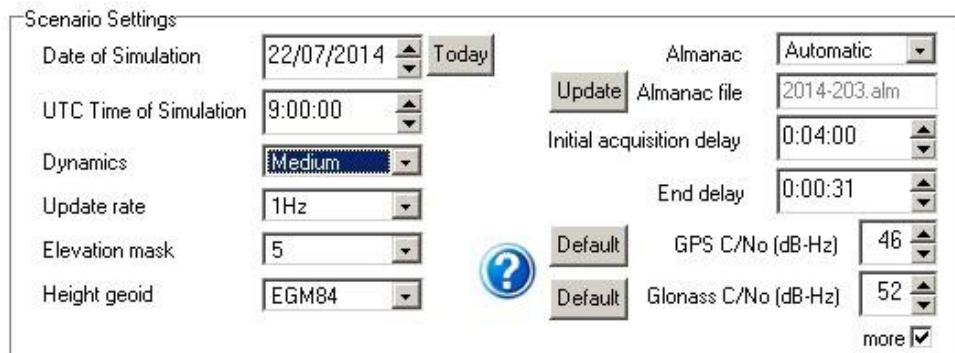 Scenario Settings
Date of Simulation 22/07/2014 Today
UTC Time of Simulation 9:00:00
Dynamics Medium
Update rate 1Hz
Elevation mask 5
Height geoid EGM84
?
Almanac Automatic
Update Almanac file 2014-203.alm
Initial acquisition delay 0:04:00
End delay 0:00:31
Default GPS C/No (dB-Hz) 46
Default Glonass C/No (dB-Hz) 52
more